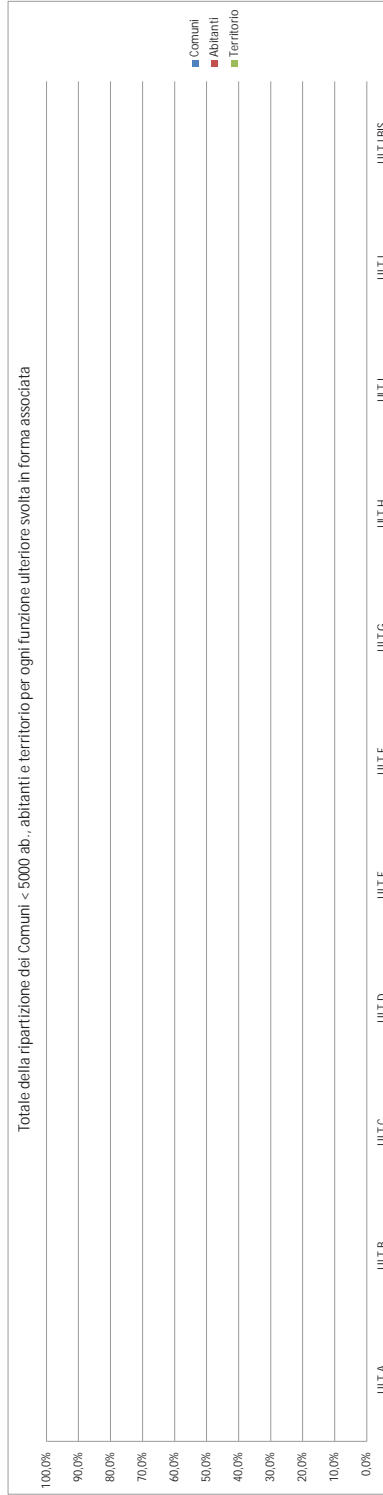 Totale della ripartizione dei Comuni < 5000 ab., abitanti e territorio per ogni funzione ulteriore svolta in forma associata
100,0%
90,0%
80,0%
70,0%
60,0%
50,0%
40,0%
30,0%
20,0%
10,0%
0,0%
Comuni
Abitanti
Territorio